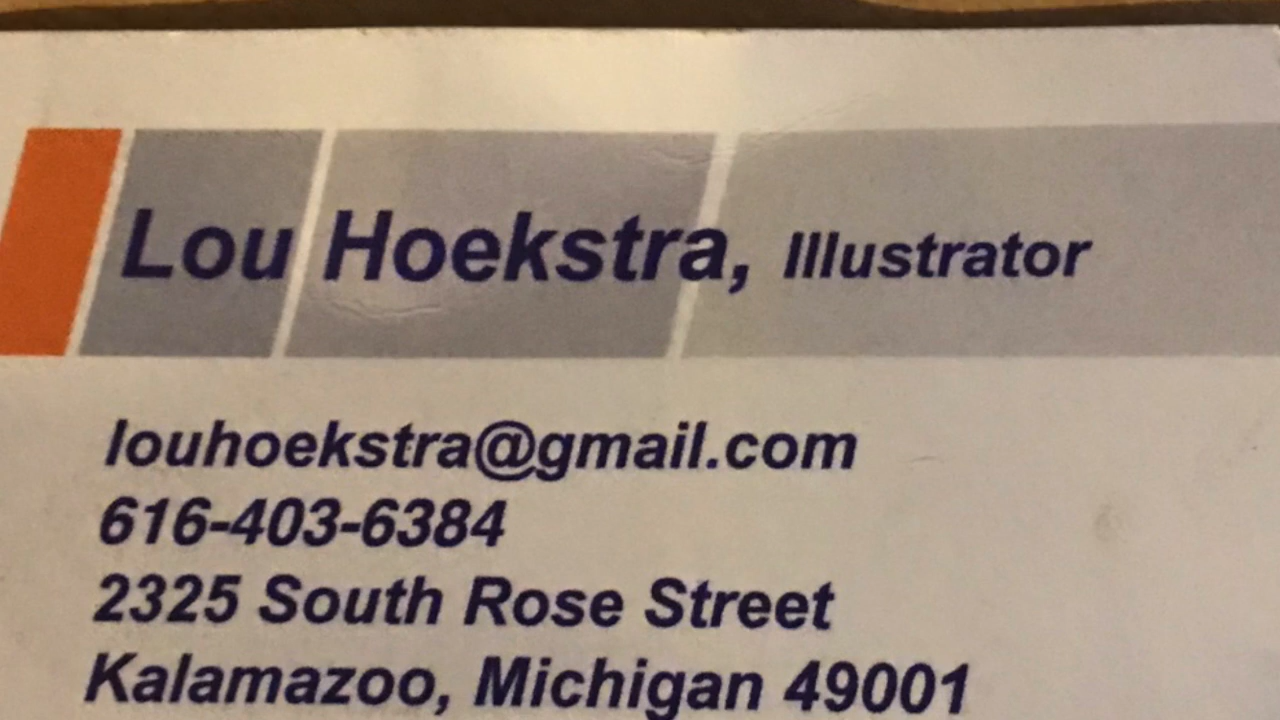 Lou Hoekstra, Illustrator
louhoekstra@gmail.com
616-403-6384
2325 South Rose Street
Kalamazoo, Michigan 49001